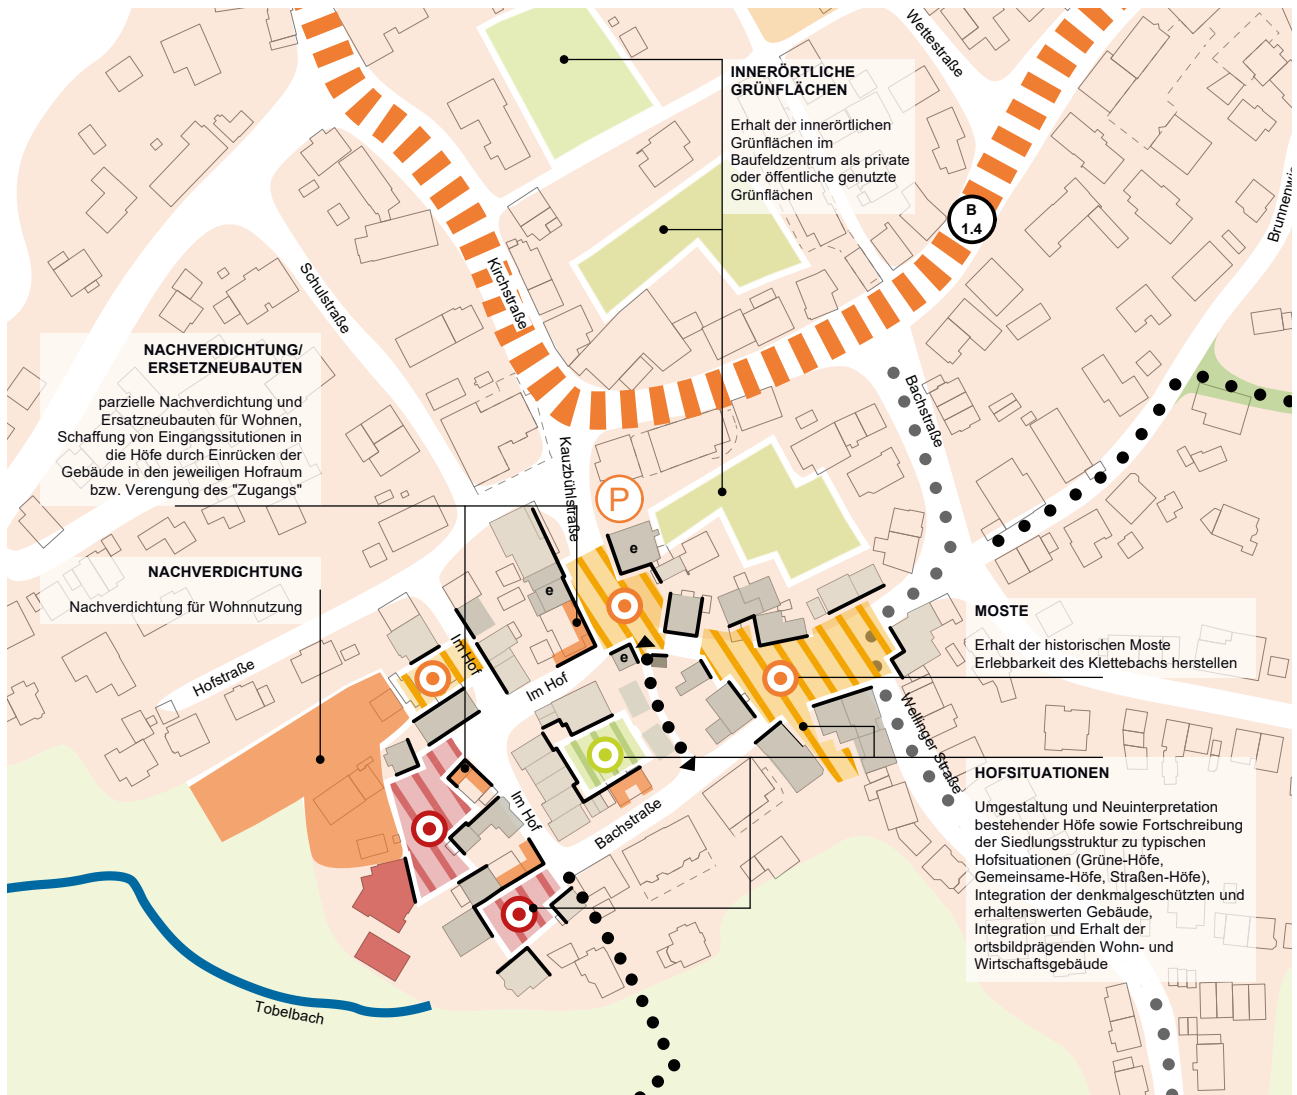 Wettestraße
INNERÖRTLICHE
GRÜNFLÄCHEN
Erhalt der innerörtlichen
Grünflächen im
Baufeldzentrum als private
oder öffentliche genutzte
Grünflächen
B
1.4
Kirchstraße
Schulstraße
NACHVERDICHTUNG/
ERSETZNEUBAUTEN
parzielle Nachverdichtung und
Ersatzneubauten für Wohnen,
Schaffung von Eingangssitutionen in
die Höfe durch Einrücken der
Gebäude in den jeweiligen Hofraum
bzw. Verengung des "Zugangs"
Bachstraße
Kauzbühlstraße
P
e
e
e
NACHVERDICHTUNG
Nachverdichtung für Wohnnutzung
MOSTE
Erhalt der historischen Moste
Erlebbarkeit des Klettebachs herstellen
Im Hof
Hofstraße
Im Hof
Wellinger Straße
Im Hof
Bachstraße
HOFSITUATIONEN
Umgestaltung und Neuinterpretation
bestehender Höfe sowie Fortschreibung
der Siedlungsstruktur zu typischen
Hofsituationen (Grüne-Höfe,
Gemeinsame-Höfe, Straßen-Höfe),
Integration der denkmalgeschützten und
erhaltenswerten Gebäude,
Integration und Erhalt der
ortsbildprägenden Wohn- und
Wirtschaftsgebäude
Tobelbach